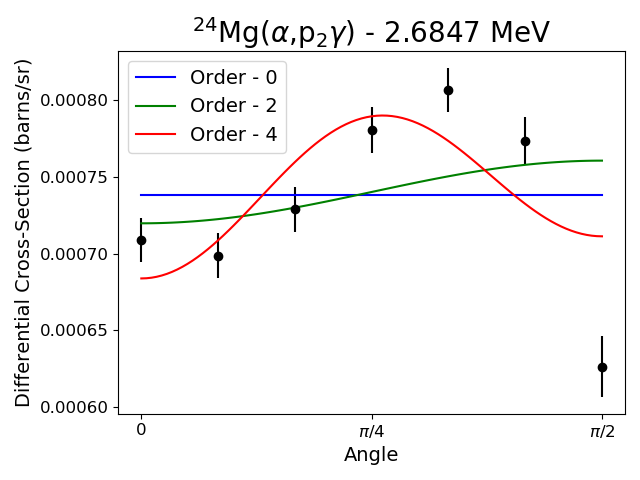 ²⁴Mg(α,p₂γ) - 2.6847 MeV
Order - 0
Order - 2
Order - 4
Differential Cross-Section (barns/sr)
0.00080
0.00075
0.00070
0.00065
0.00060
0
π/4
π/2
Angle